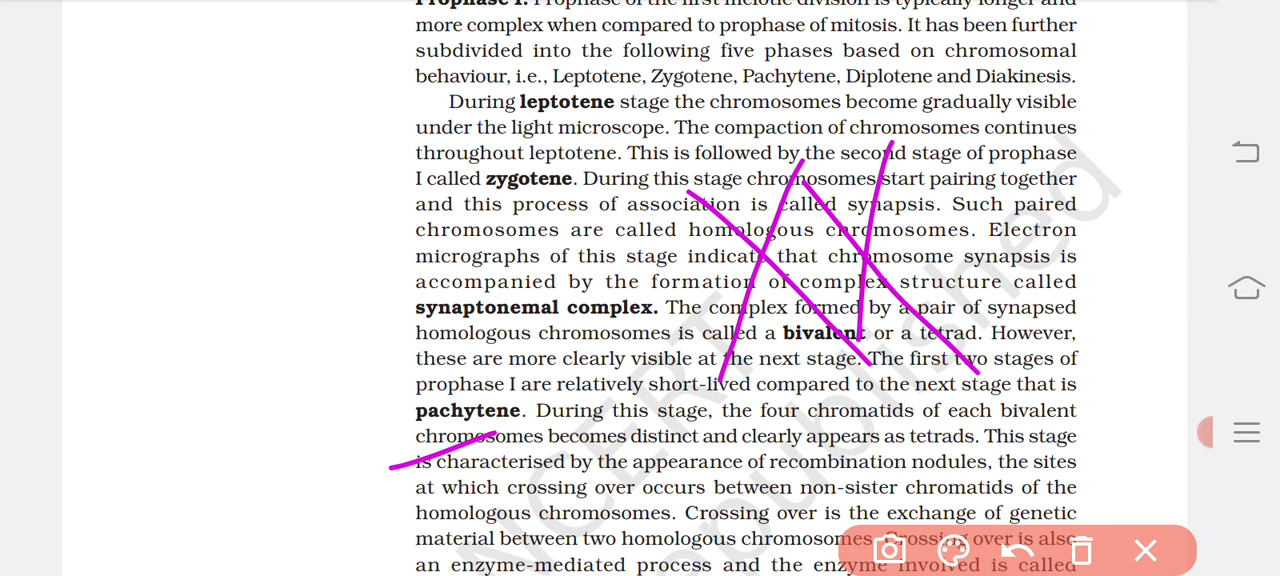 Prophase I: Prophase of the first meiotic division is typically longer and
more complex when compared to prophase of mitosis. It has been further
subdivided into the following five phases based on chromosomal
behaviour, i.e., Leptotene, Zygotene, Pachytene, Diplotene and Diakinesis.
During leptotene stage the chromosomes become gradually visible
under the light microscope. The compaction of chromosomes continues
throughout leptotene. This is followed by the second stage of prophase
I called zygotene. During this stage chromosomes start pairing together
and this process of association is called synapsis. Such paired
chromosomes are called homologous chromosomes. Electron
micrographs of this stage indicate that chromosome synapsis is
accompanied by the formation of complex structure called
synaptonemal complex. The complex formed by a pair of synapsed
homologous chromosomes is called a bivalent or a tetrad. However,
these are more clearly visible at the next stage. The first two stages of
prophase I are relatively short-lived compared to the next stage that is
pachytene. During this stage, the four chromatids of each bivalent
chromosomes becomes distinct and clearly appears as tetrads. This stage
is characterised by the appearance of recombination nodules, the sites
at which crossing over occurs between non-sister chromatids of the
homologous chromosomes. Crossing over is the exchange of genetic
material between two homologous chromosomes. Crossing over is also
an enzyme-mediated process and the enzyme involved is called
NCERT
republished